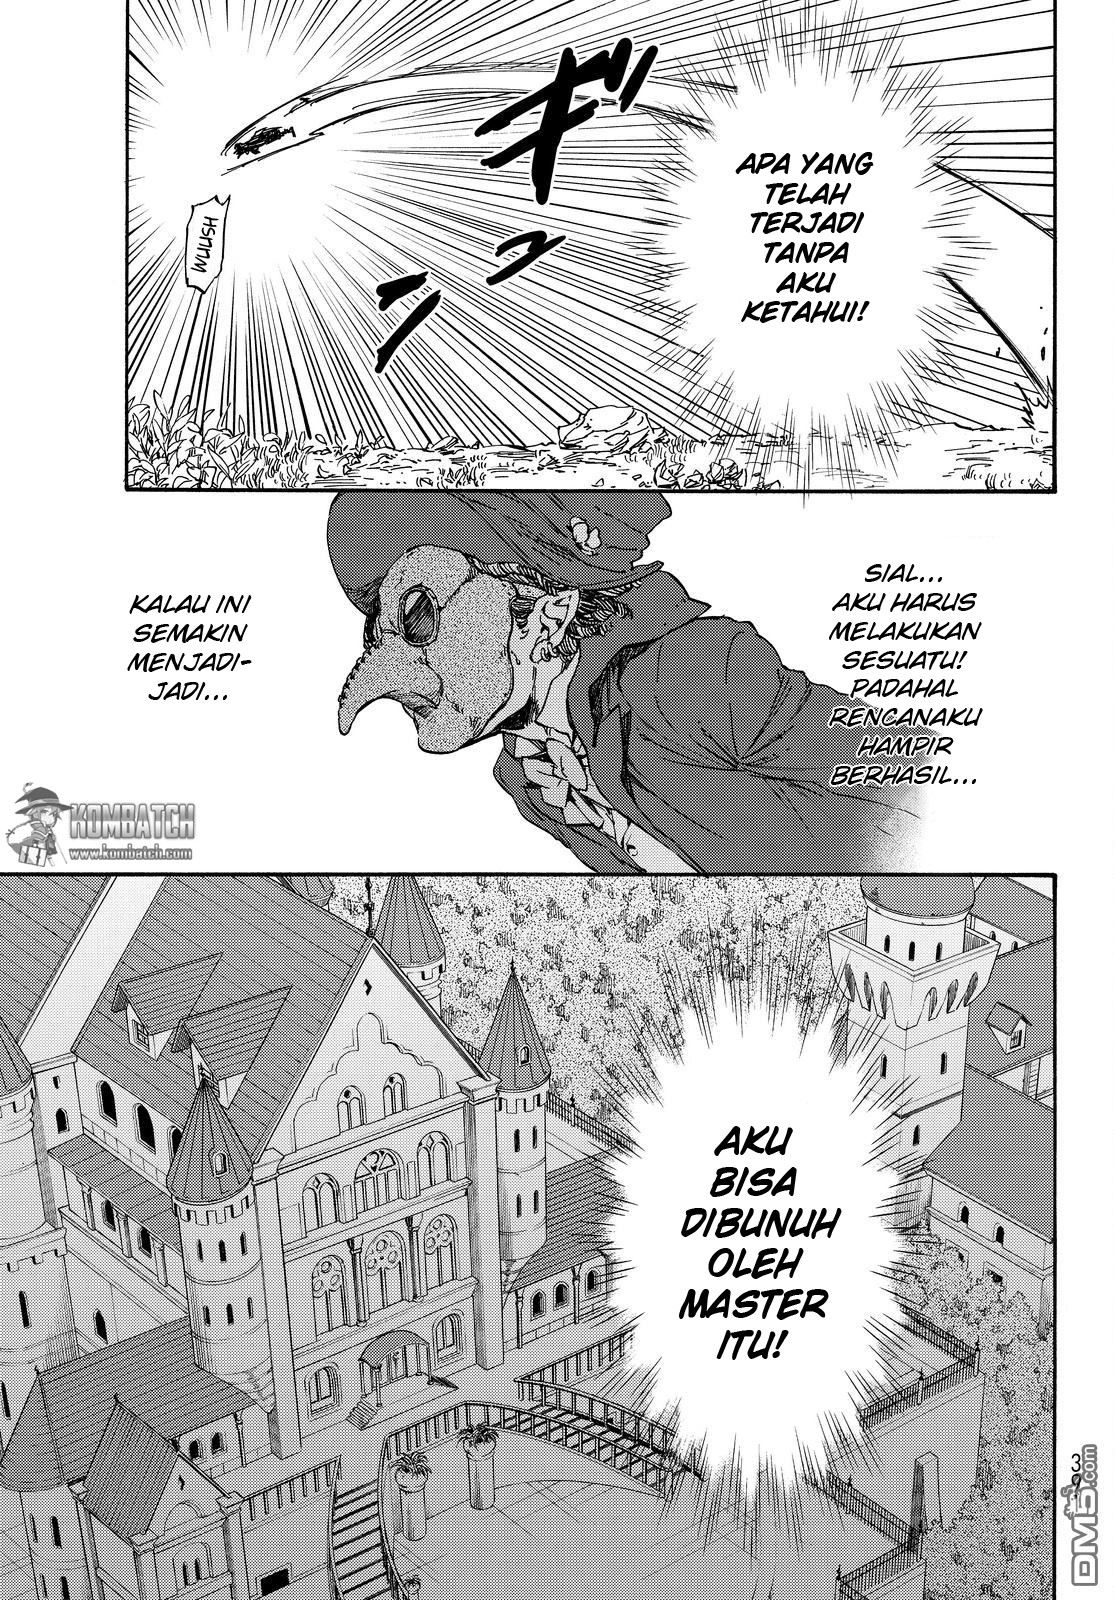 APA YANG
TELAH
TERJADI
TANPA
AKU
KETAHUI!
ギュン
WUUSH
SIAL...
AKU HARUS
MELAKUKAN
SESUATU!
PADAHAL
RENCANAKU
HAMPIR
BERHASIL...
KALAU INI
SEMAKIN
MENJADI-
JADI...
KOMBATCH
www.kombatch.com
AKU
BISA
DIBUNUH
OLEH
MASTER
ITU!
DM5.com